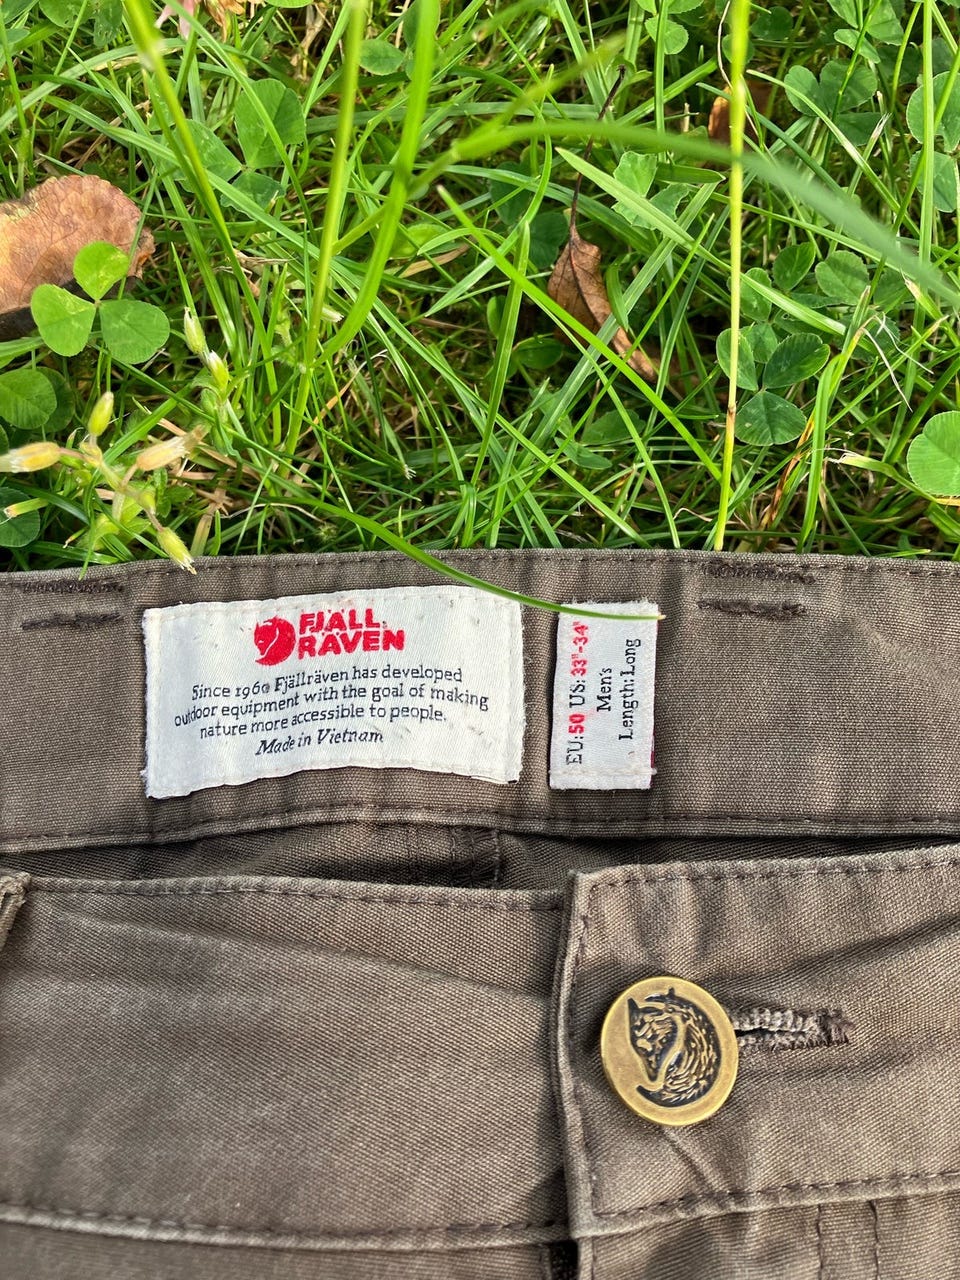 FJÄLL
RÄVEN
Since 1960 Fjällräven has developed
outdoor equipment with the goal of making
nature more accessible to people.
Made in Vietnam
EU:50 US:33"-34"
Men's
Length:Long